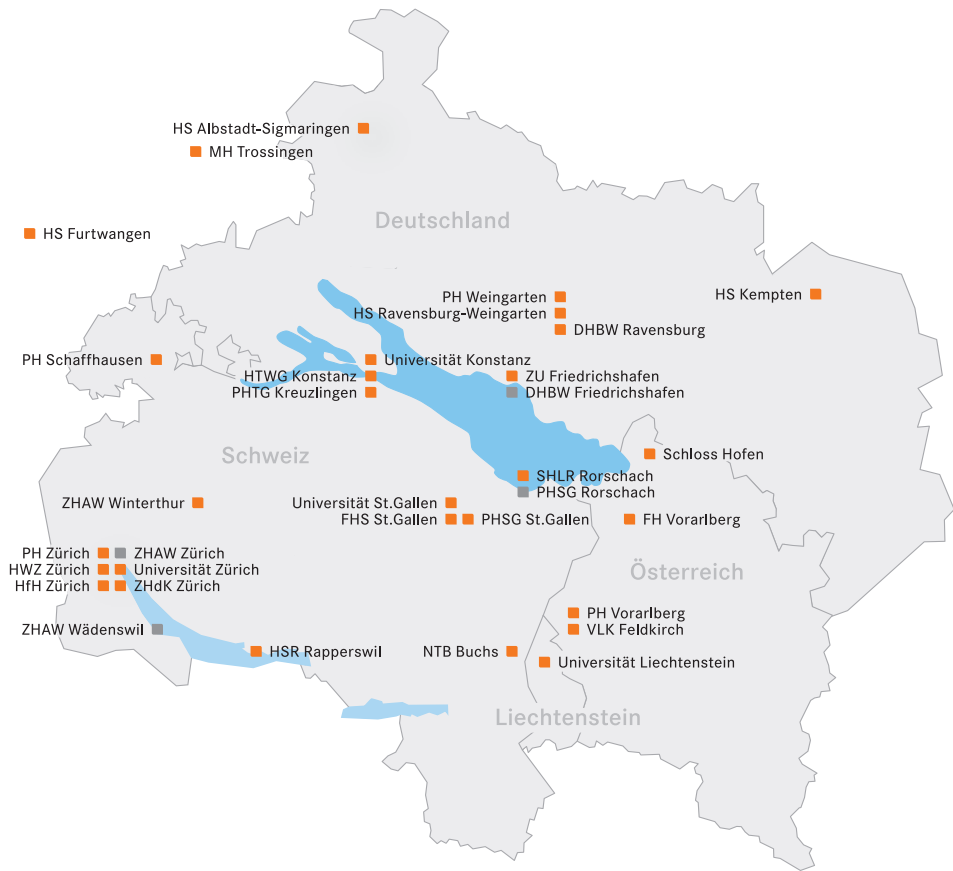 HS Albstadt-Sigmaringen
MH Trossingen
Deutschland
HS Furtwangen
PH Weingarten
HS Kempten
HS Ravensburg-Weingarten
DHBW Ravensburg
PH Schaffhausen
Universität Konstanz
HTWG Konstanz
ZU Friedrichshafen
PHTG Kreuzlingen
DHBW Friedrichshafen
Schweiz
Schloss Hofen
SHLR Rorschach
PHSG Rorschach
ZHAW Winterthur
Universität St.Gallen
FHS St.Gallen
PHSG St.Gallen
FH Vorarlberg
PH Zürich
ZHAW Zürich
HWZ Zürich
Universität Zürich
Österreich
HfH Zürich
ZHdK Zürich
PH Vorarlberg
ZHAW Wädenswil
VLK Feldkirch
HSR Rapperswil
NTB Buchs
Universität Liechtenstein
Liechtenstein